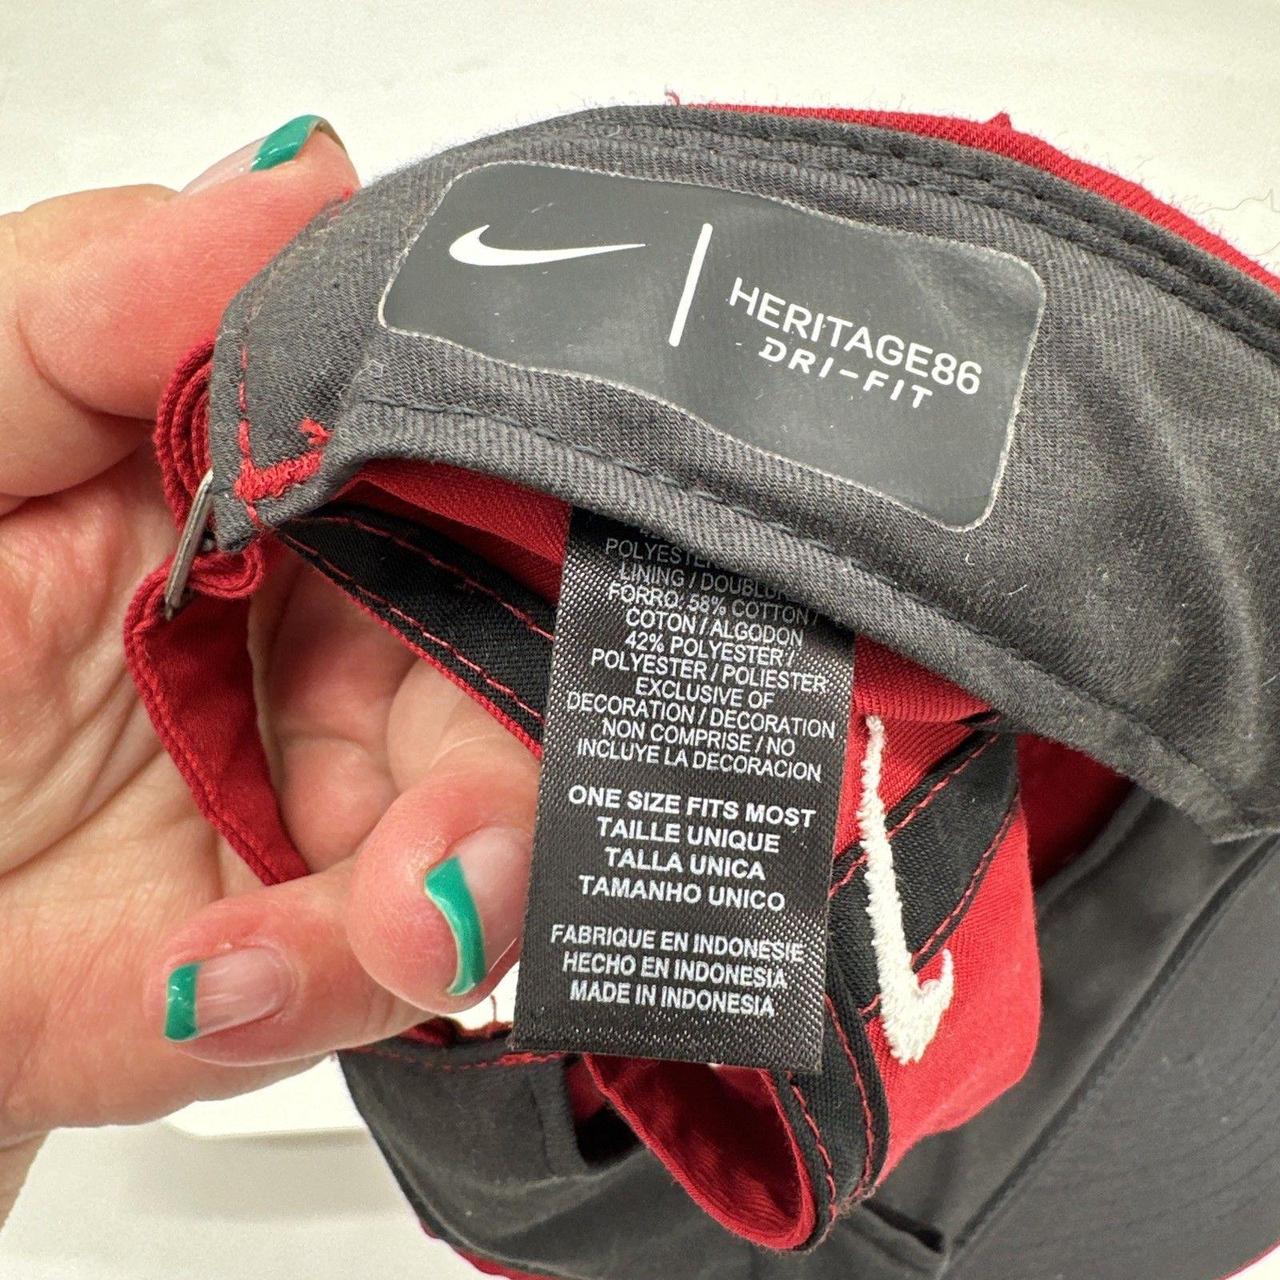 HERITAGE86
DRI-FIT
LINING /
FORRO: 58% COTTON /
COTON / ALGODON
42% POLYESTER /
POLYESTER / POLIESTER
EXCLUSIVE OF
DECORATION / DECORATION
NON COMPRISE / NO
INCLUYE LA DECORACION
ONE SIZE FITS MOST
TAILLE UNIQUE
TALLA UNICA
TAMANHO UNICO
FABRIQUE EN INDONESIE
HECHO EN INDONESIA
MADE IN INDONESIA